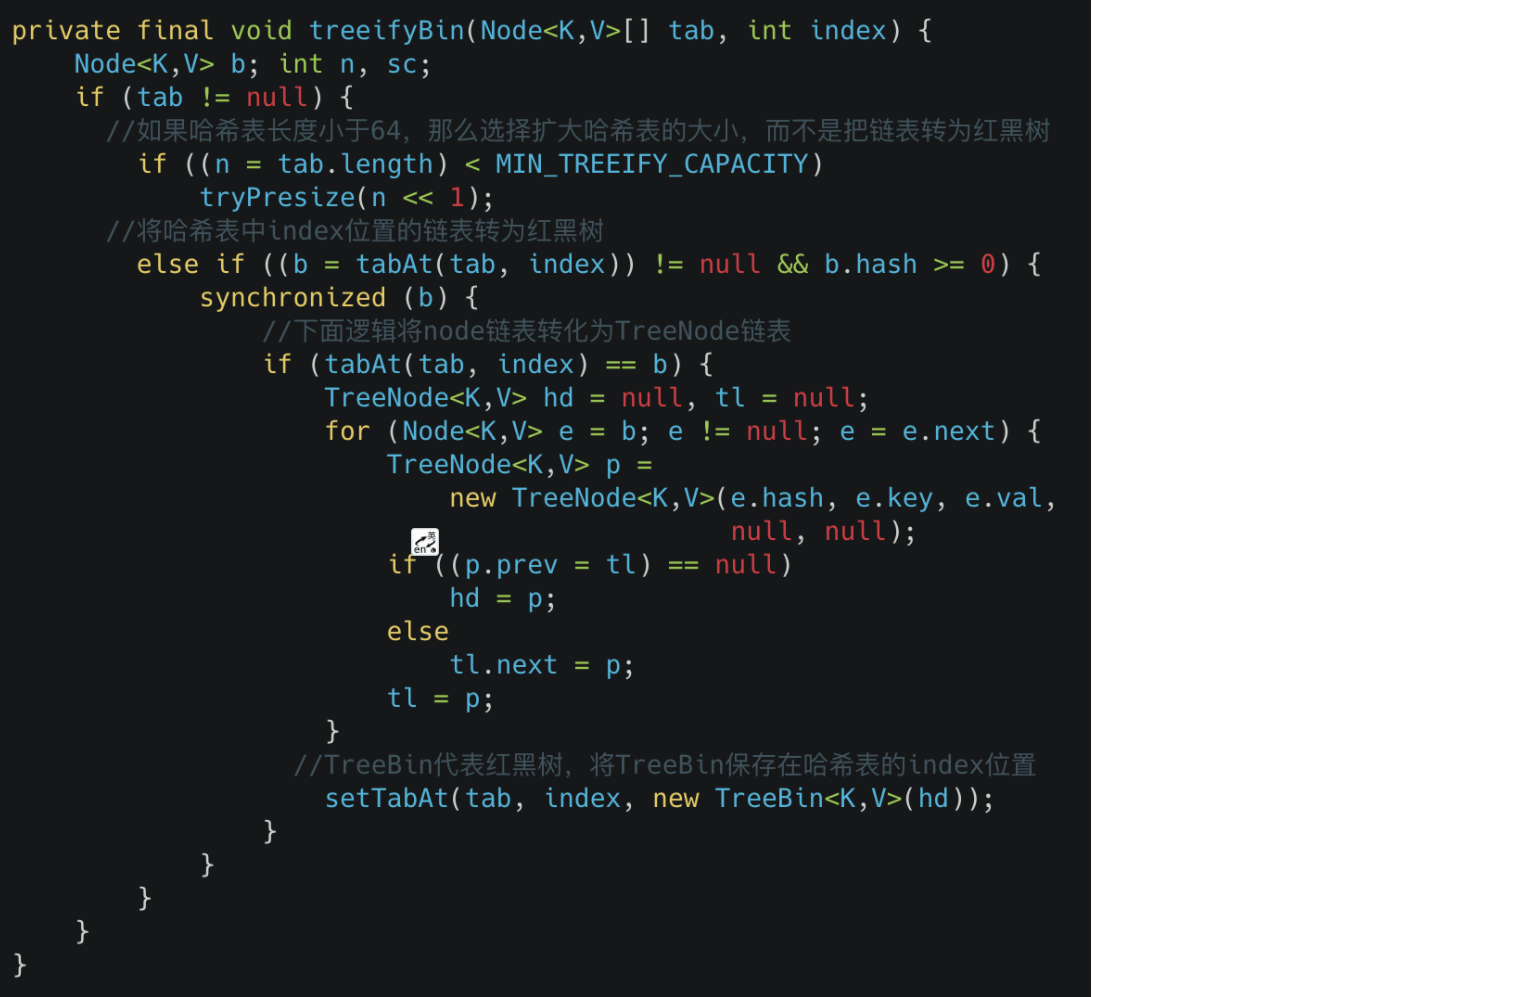 private final void treeifyBin(Node<K,V>[] tab, int index) {
    Node<K,V> b; int n, sc;
    if (tab != null) {
      //如果哈希表长度小于64，那么选择扩大哈希表的大小，而不是把链表转为红黑树
        if ((n = tab.length) < MIN_TREEIFY_CAPACITY)
            tryPresize(n << 1);
      //将哈希表中index位置的链表转为红黑树
        else if ((b = tabAt(tab, index)) != null && b.hash >= 0) {
            synchronized (b) {
                //下面逻辑将node链表转化为TreeNode链表
                if (tabAt(tab, index) == b) {
                    TreeNode<K,V> hd = null, tl = null;
                    for (Node<K,V> e = b; e != null; e = e.next) {
                        TreeNode<K,V> p =
                            new TreeNode<K,V>(e.hash, e.key, e.val,
                                              null, null);
英
en
                        if ((p.prev = tl) == null)
                            hd = p;
                        else
                            tl.next = p;
                        tl = p;
                    }
                  //TreeBin代表红黑树，将TreeBin保存在哈希表的index位置
                    setTabAt(tab, index, new TreeBin<K,V>(hd));
                }
            }
        }
    }
}